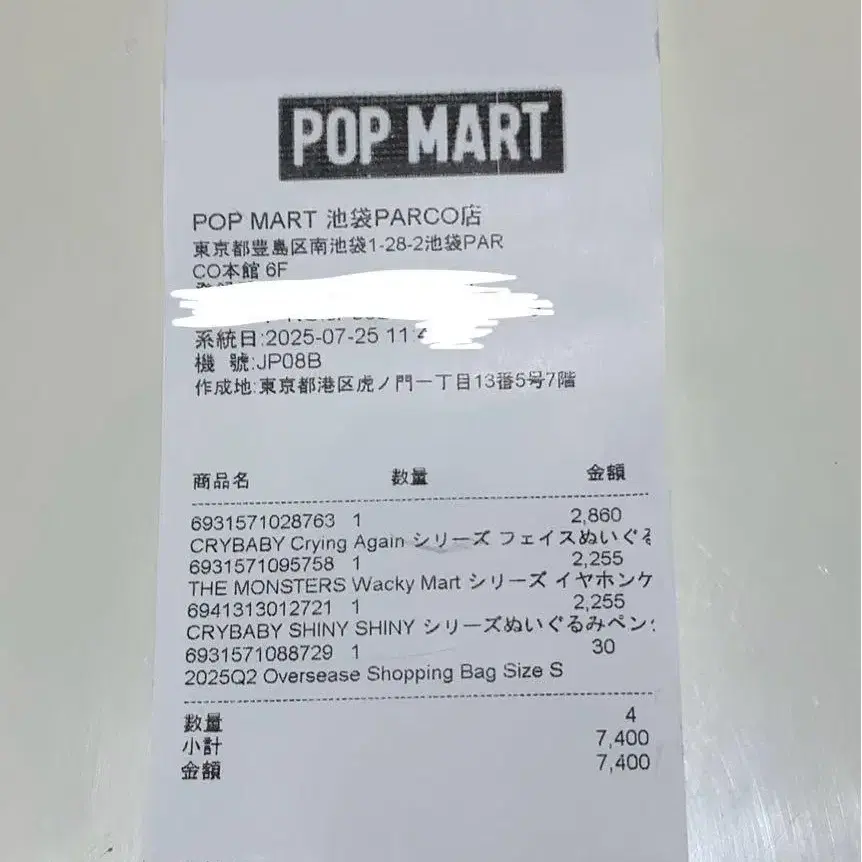 POP MART
POP MART 池袋PARCO店
東京都豊島区南池袋1-28-2池袋PAR
CO本館 6F
系統日:2025-07-25 11:4
機 號:JP08B
作成地:東京都港区虎ノ門一丁目13番5号7階
商品名 数量 金額
6931571028763 1 2,860
CRYBABY Crying Again シリーズ フェイスぬいぐる
6931571095758 1 2,255
THE MONSTERS Wacky Mart シリーズ イヤホンケ
6941313012721 1 2,255
CRYBABY SHINY SHINY シリーズぬいぐるみペン
6931571088729 1 30
2025Q2 Oversease Shopping Bag Size S
数量 4
小計 7,400
金額 7,400